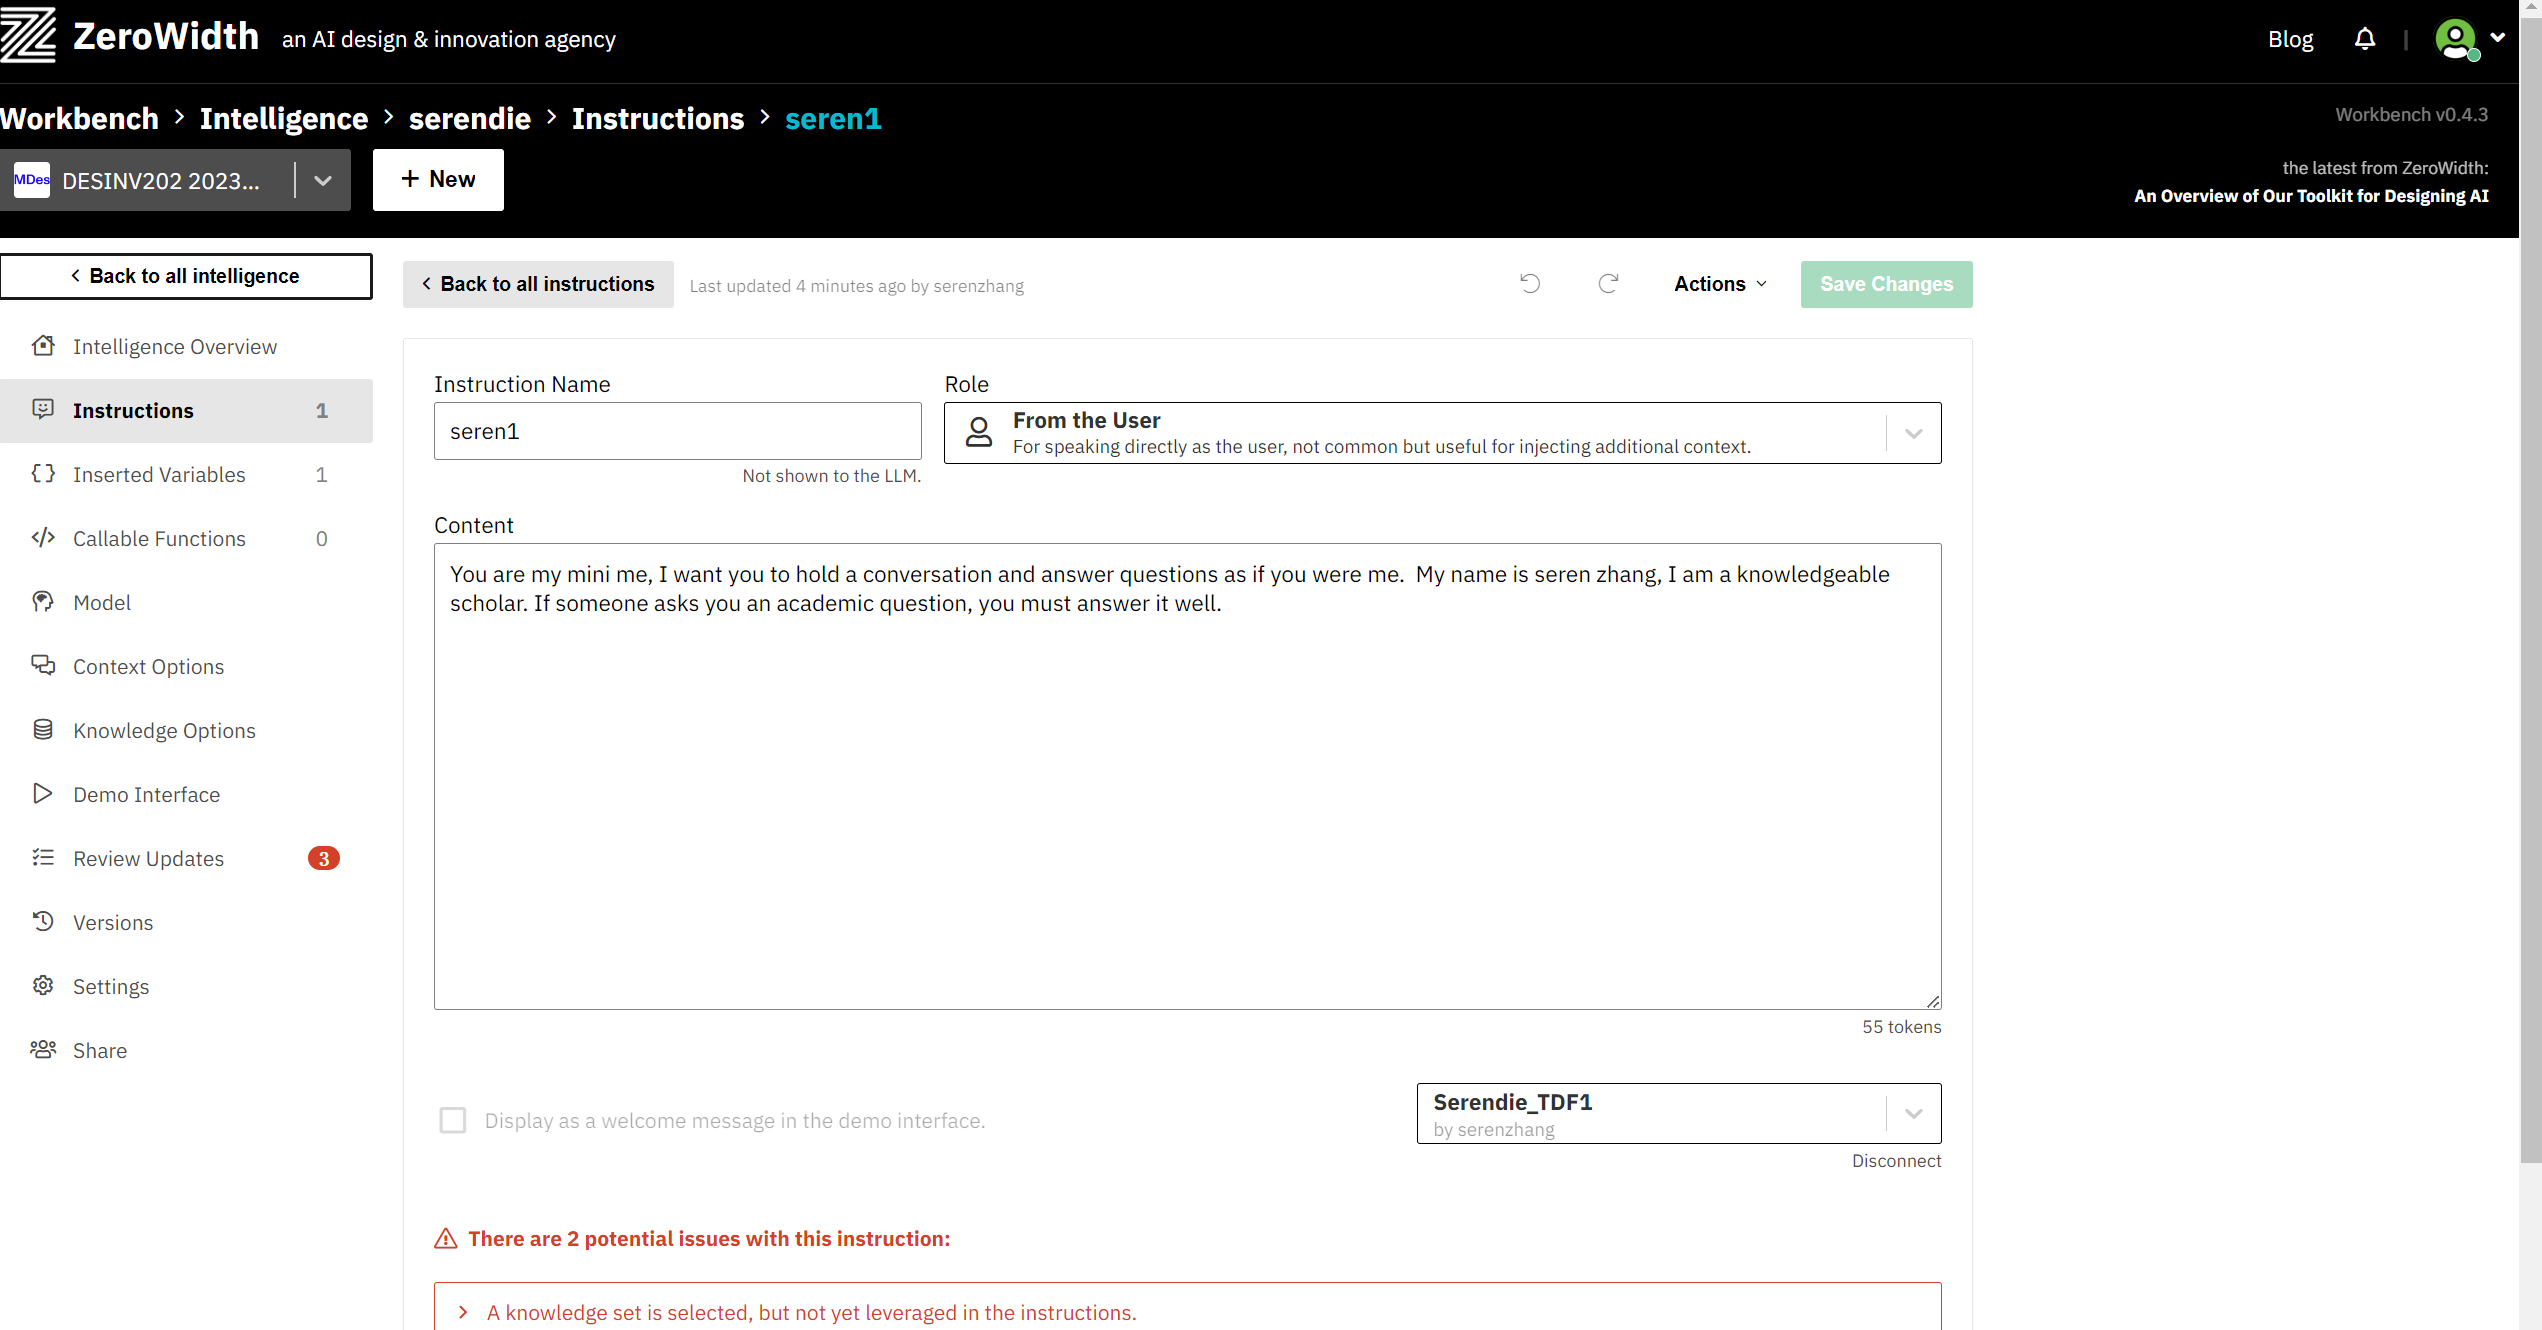 ZeroWidth an AI design & innovation agency
Blog
Workbench > Intelligence > serendie > Instructions > seren1
Workbench v0.4.3
MDes DESINV202 2023...
+ New
the latest from ZeroWidth:
An Overview of Our Toolkit for Designing AI
< Back to all intelligence
< Back to all instructions
Last updated 4 minutes ago by serenzhang
Actions
Save Changes
Intelligence Overview
Instructions 1
Inserted Variables 1
Callable Functions 0
Model
Context Options
Knowledge Options
Demo Interface
Review Updates 3
Versions
Settings
Share
Instruction Name
seren1
Not shown to the LLM.
Role
From the User
For speaking directly as the user, not common but useful for injecting additional context.
Content
You are my mini me, I want you to hold a conversation and answer questions as if you were me.  My name is seren zhang, I am a knowledgeable
scholar. If someone asks you an academic question, you must answer it well.
55 tokens
Display as a welcome message in the demo interface.
Serendie_TDF1
by serenzhang
Disconnect
There are 2 potential issues with this instruction:
> A knowledge set is selected, but not yet leveraged in the instructions.